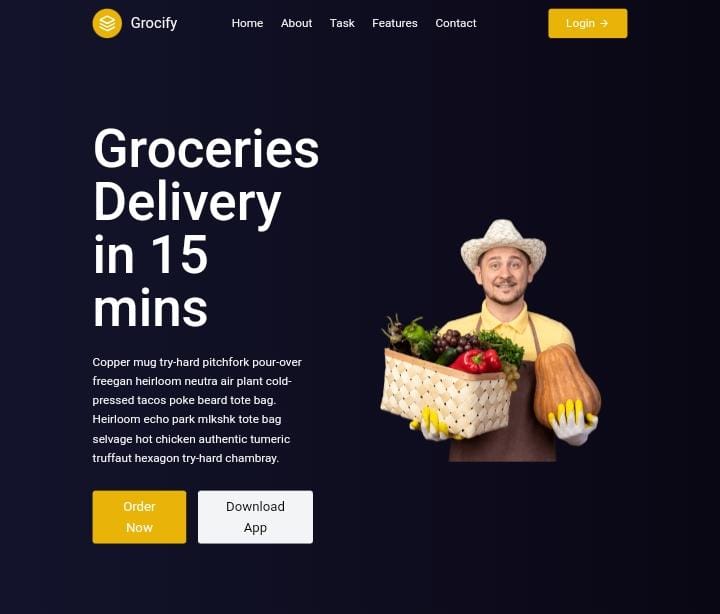 Grocify
Home About Task Features Contact
Login →
Groceries
Delivery
in 15
mins
Copper mug try-hard pitchfork pour-over
freegan heirloom neutra air plant cold-
pressed tacos poke beard tote bag.
Heirloom echo park mlkshk tote bag
selvage hot chicken authentic tumeric
truffaut hexagon try-hard chambray.
Order
Now
Download
App